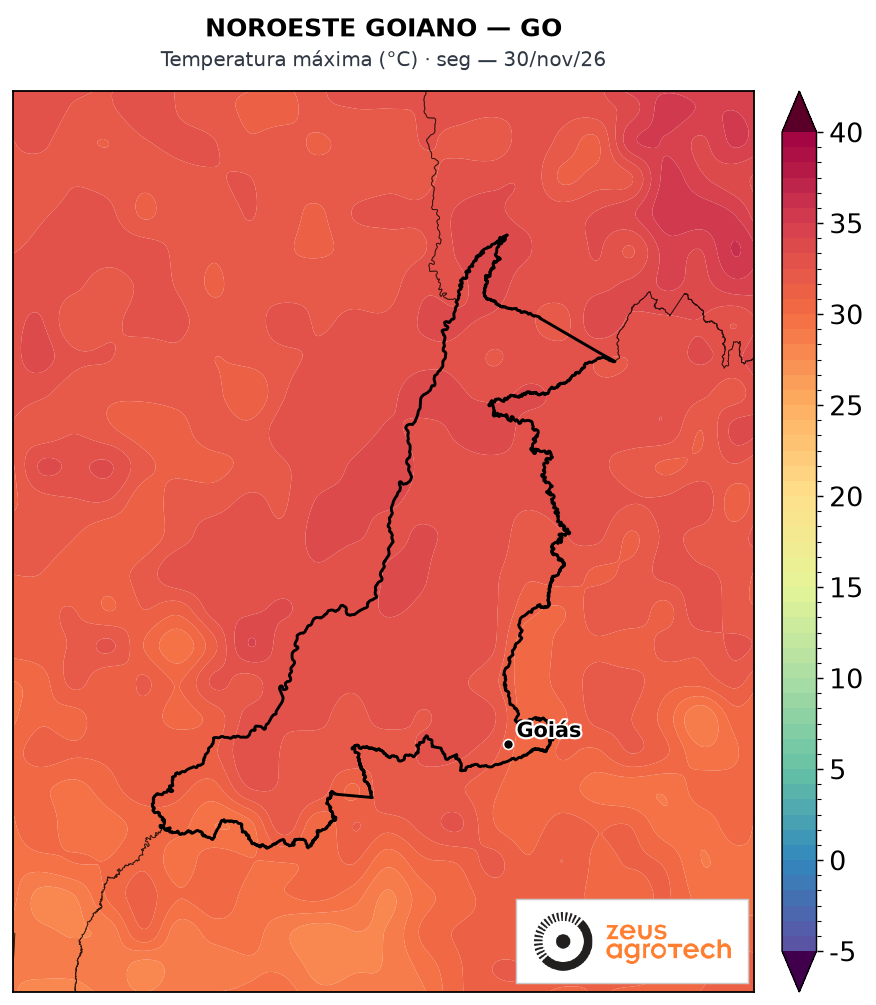 NOROESTE GOIANO — GO
Temperatura máxima (°C) · seg — 30/nov/26
40
35
30
25
20
15
10
5
0
-5
Goiás
zeus
agrotech